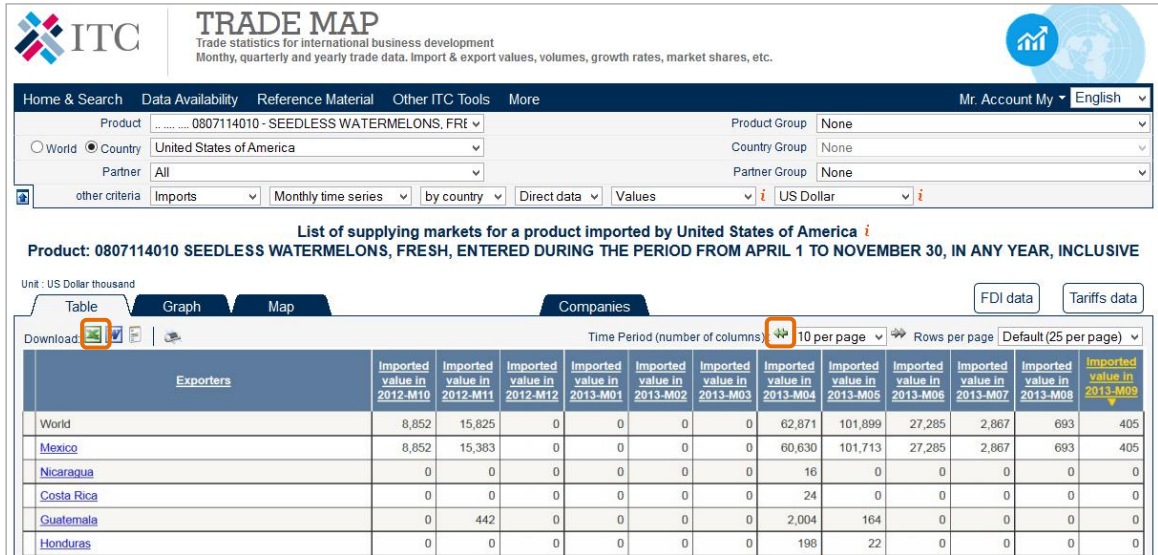 ITC
TRADE MAP
Trade statistics for international business development
Monthy, quarterly and yearly trade data. Import & export values, volumes, growth rates, market shares, etc.
Home & Search Data Availability Reference Material Other ITC Tools More Mr. Account My English
Product .. .... .... 0807114010 - SEEDLESS WATERMELONS, FRE Product Group None
World Country United States of America Country Group None
Partner All Partner Group None
other criteria Imports Monthly time series by country Direct data Values i US Dollar i
List of supplying markets for a product imported by United States of America i
Product: 0807114010 SEEDLESS WATERMELONS, FRESH, ENTERED DURING THE PERIOD FROM APRIL 1 TO NOVEMBER 30, IN ANY YEAR, INCLUSIVE
Unit : US Dollar thousand
Table Graph Map Companies FDI data Tariffs data
Download: Time Period (number of columns) 10 per page Rows per page Default (25 per page)
Exporters Imported value in 2012-M10 Imported value in 2012-M11 Imported value in 2012-M12 Imported value in 2013-M01 Imported value in 2013-M02 Imported value in 2013-M03 Imported value in 2013-M04 Imported value in 2013-M05 Imported value in 2013-M06 Imported value in 2013-M07 Imported value in 2013-M08 Imported value in 2013-M09
World 8,852 15,825 0 0 0 0 62,871 101,899 27,285 2,867 693 405
Mexico 8,852 15,383 0 0 0 0 60,630 101,713 27,285 2,867 693 405
Nicaragua 0 0 0 0 0 0 16 0 0 0 0 0
Costa Rica 0 0 0 0 0 0 24 0 0 0 0 0
Guatemala 0 442 0 0 0 0 2,004 164 0 0 0 0
Honduras 0 0 0 0 0 0 198 22 0 0 0 0